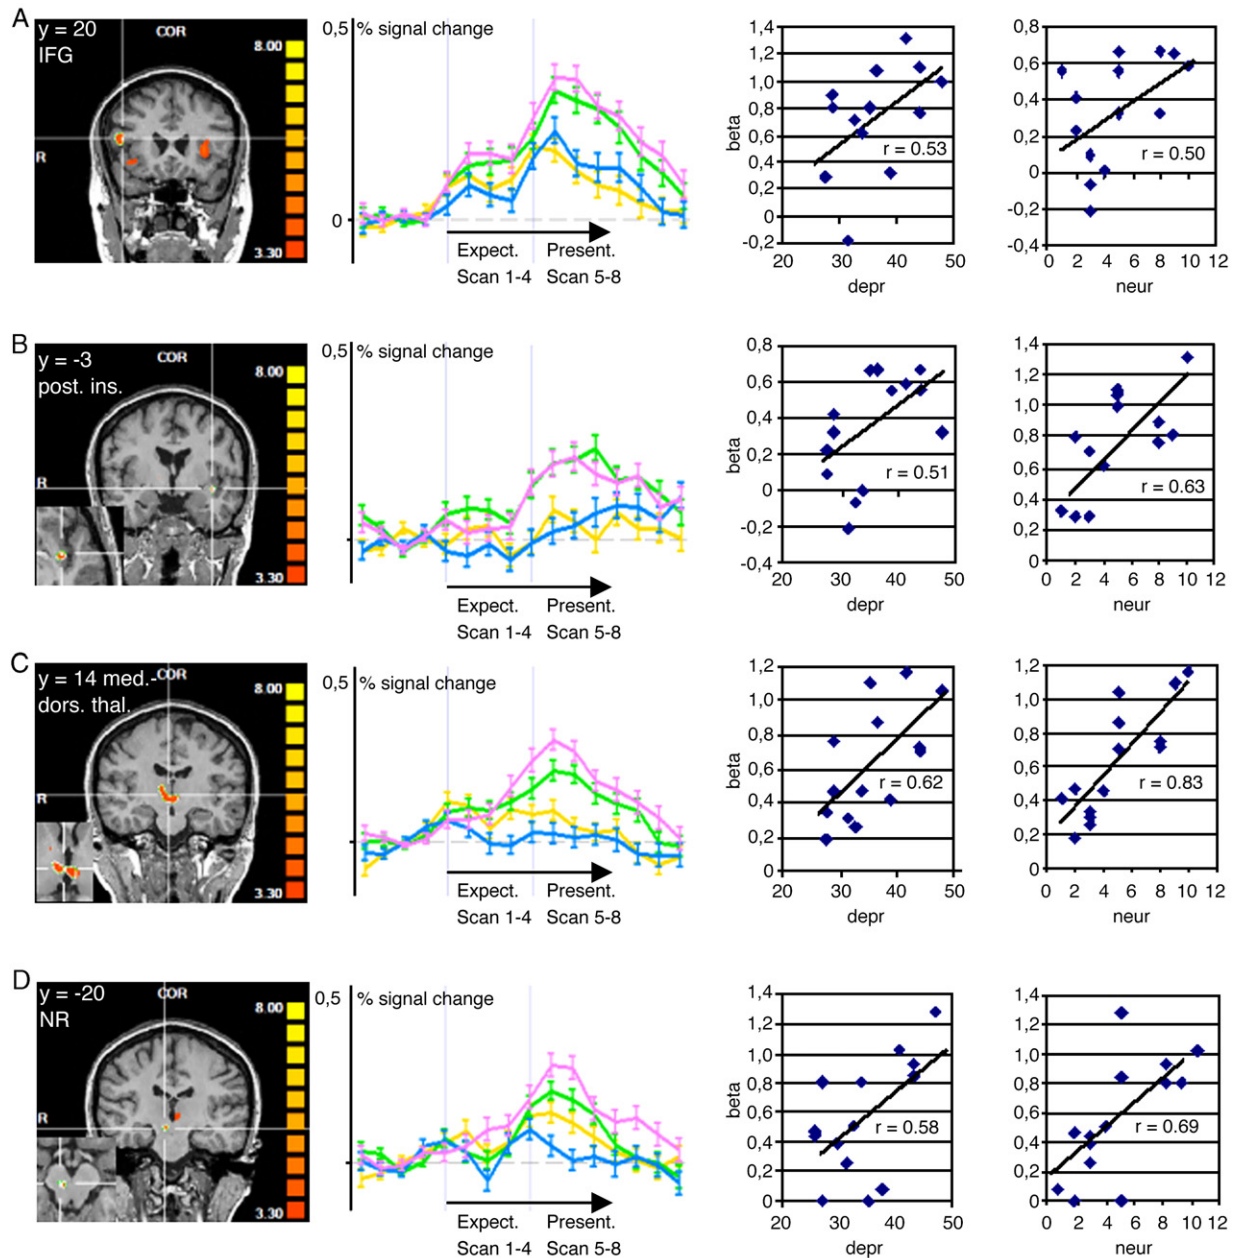 A
y = 20
IFG
COR
8.00
R
3.30
0,5
% signal change
0
Expect. Present.
Scan 1-4 Scan 5-8
1,4
1,2
1,0
0,8
0,6
0,4
0,2
0
-0,2
beta
r = 0.53
20 30 40 50
depr
0,8
0,6
0,4
0,2
0
-0,2
-0,4
r = 0.50
0 2 4 6 8 10 12
neur
B
y = -3
post. ins.
COR
8.00
R
3.30
0,5
% signal change
Expect. Present.
Scan 1-4 Scan 5-8
0,8
0,6
0,4
0,2
0
-0,2
-0,4
beta
r = 0.51
20 30 40 50
depr
1,4
1,2
1,0
0,8
0,6
0,4
0,2
0
r = 0.63
0 2 4 6 8 10 12
neur
C
y = 14 med.-
dors. thal.
COR
8.00
R
3.30
0,5
% signal change
Expect. Present.
Scan 1-4 Scan 5-8
1,2
1,0
0,8
0,6
0,4
0,2
0
beta
r = 0.62
20 30 40 50
depr
1,2
1,0
0,8
0,6
0,4
0,2
0
r = 0.83
0 2 4 6 8 10 12
neur
D
y = -20
NR
COR
8.00
R
3.30
0,5
% signal change
Expect. Present.
Scan 1-4 Scan 5-8
1,4
1,2
1,0
0,8
0,6
0,4
0,2
0
beta
r = 0.58
20 30 40 50
depr
1,4
1,2
1,0
0,8
0,6
0,4
0,2
0
r = 0.69
0 2 4 6 8 10 12
neur